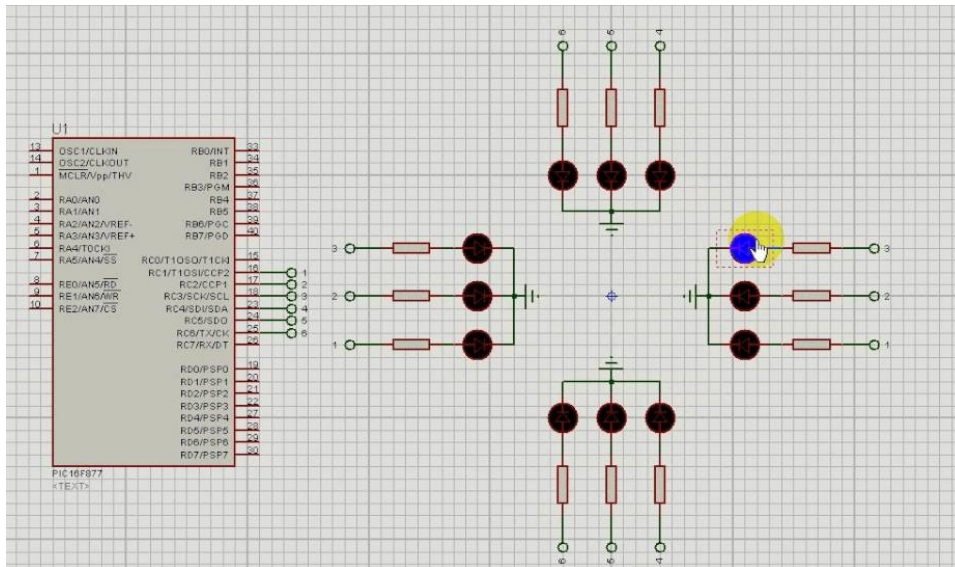 6 5 4
U1
13 OSC1/CLKIN RB0/INT 33
14 OSC2/CLKOUT RB1 34
1 MCLR/Vpp/THV RB2 35
RB3/PGM 36
2 RA0/AN0 RB4 37
3 RA1/AN1 RB5 38
4 RA2/AN2/VREF- RB6/PGC 39
5 RA3/AN3/VREF+ RB7/PGD 40
6 RA4/T0CKI
7 RA5/AN4/SS RC0/T1OSO/T1CKI 15
RC1/T1OSI/CCP2 16 1
8 RE0/AN5/RD RC2/CCP1 17 2
9 RE1/AN6/WR RC3/SCK/SCL 18 3
10 RE2/AN7/CS RC4/SDI/SDA 23 4
RC5/SDO 24 5
RC6/TX/CK 25 6
RC7/RX/DT 26
RD0/PSP0 19
RD1/PSP1 20
RD2/PSP2 21
RD3/PSP3 22
RD4/PSP4 27
RD5/PSP5 28
RD6/PSP6 29
RD7/PSP7 30
PIC16F877
<TEXT>
3 3
2 2
1 1
6 5 4